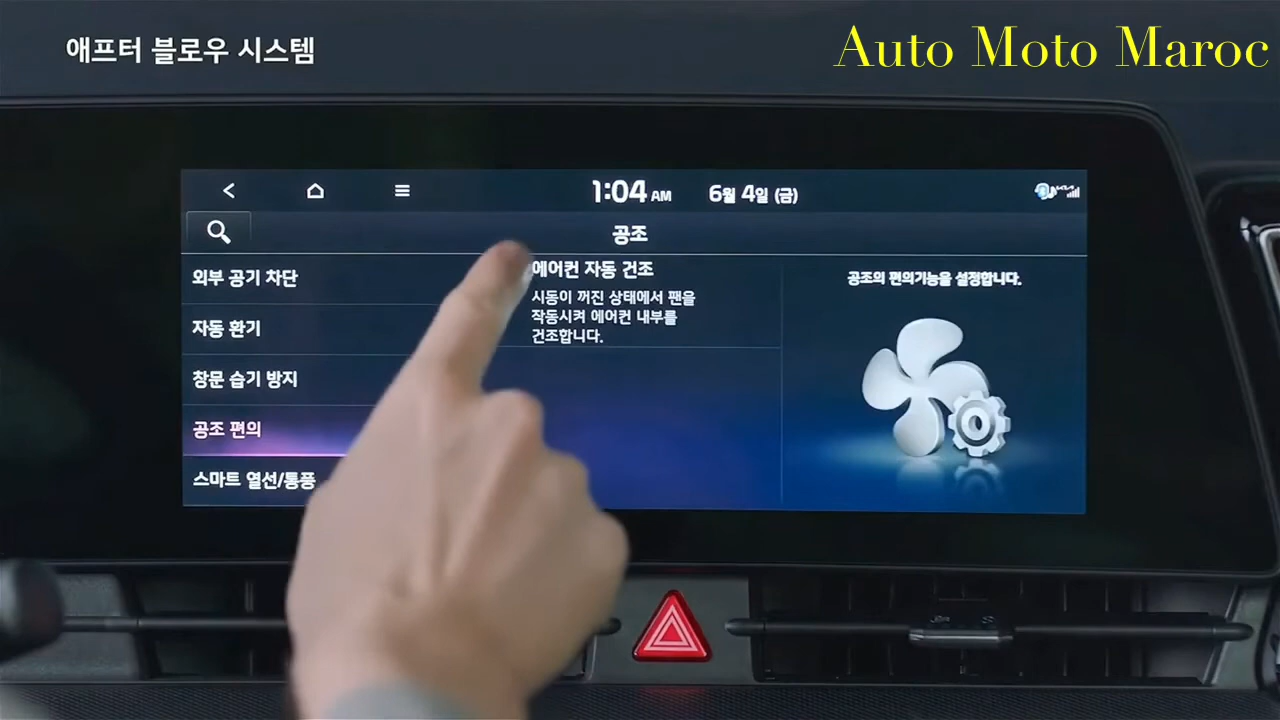 애프터 블로우 시스템
Auto Moto Maroc
1:04 AM 6월 4일 (금)
공조
외부 공기 차단
자동 환기
창문 습기 방지
공조 편의
스마트 열선/통풍
에어컨 자동 건조
시동이 꺼진 상태에서 팬을
작동시켜 에어컨 내부를
건조합니다.
공조의 편의기능을 설정합니다.